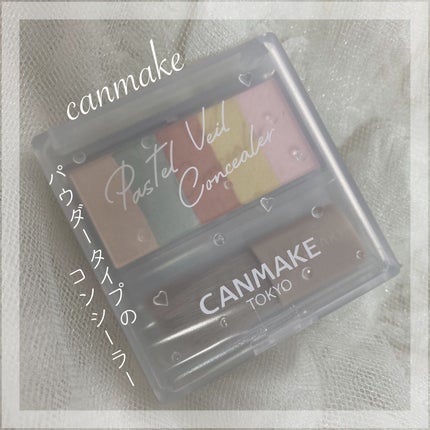 canmake
Pastel Veil
Concealer
パウダータイプの
コンシーラー
CANMAKE
TOKYO